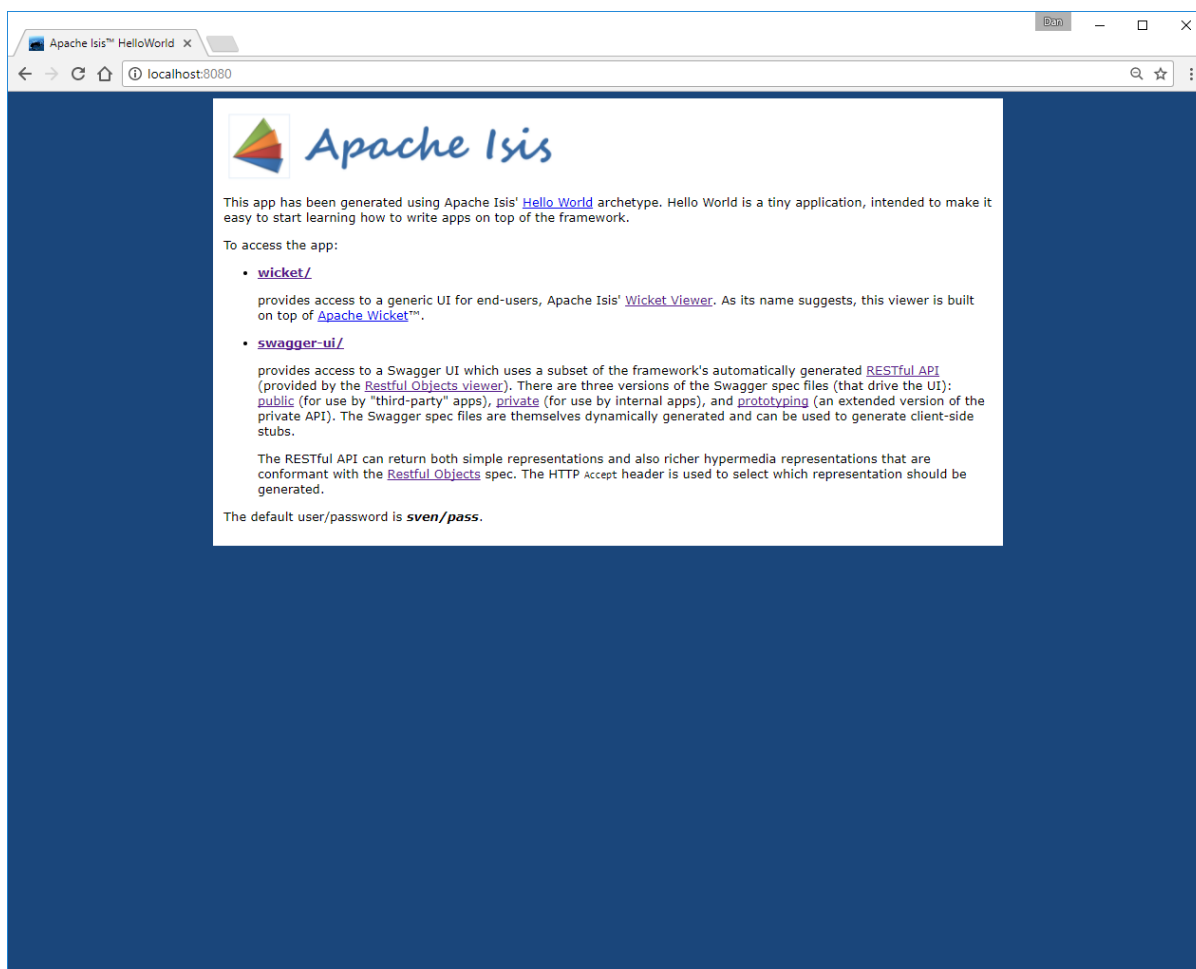 Dan
Apache Isis™ HelloWorld
localhost:8080
Apache Isis
This app has been generated using Apache Isis' Hello World archetype. Hello World is a tiny application, intended to make it
easy to start learning how to write apps on top of the framework.
To access the app:
• wicket/
provides access to a generic UI for end-users, Apache Isis' Wicket Viewer. As its name suggests, this viewer is built
on top of Apache Wicket™.
• swagger-ui/
provides access to a Swagger UI which uses a subset of the framework's automatically generated RESTful API
(provided by the Restful Objects viewer). There are three versions of the Swagger spec files (that drive the UI):
public (for use by "third-party" apps), private (for use by internal apps), and prototyping (an extended version of the
private API). The Swagger spec files are themselves dynamically generated and can be used to generate client-side
stubs.
The RESTful API can return both simple representations and also richer hypermedia representations that are
conformant with the Restful Objects spec. The HTTP Accept header is used to select which representation should be
generated.
The default user/password is sven/pass.